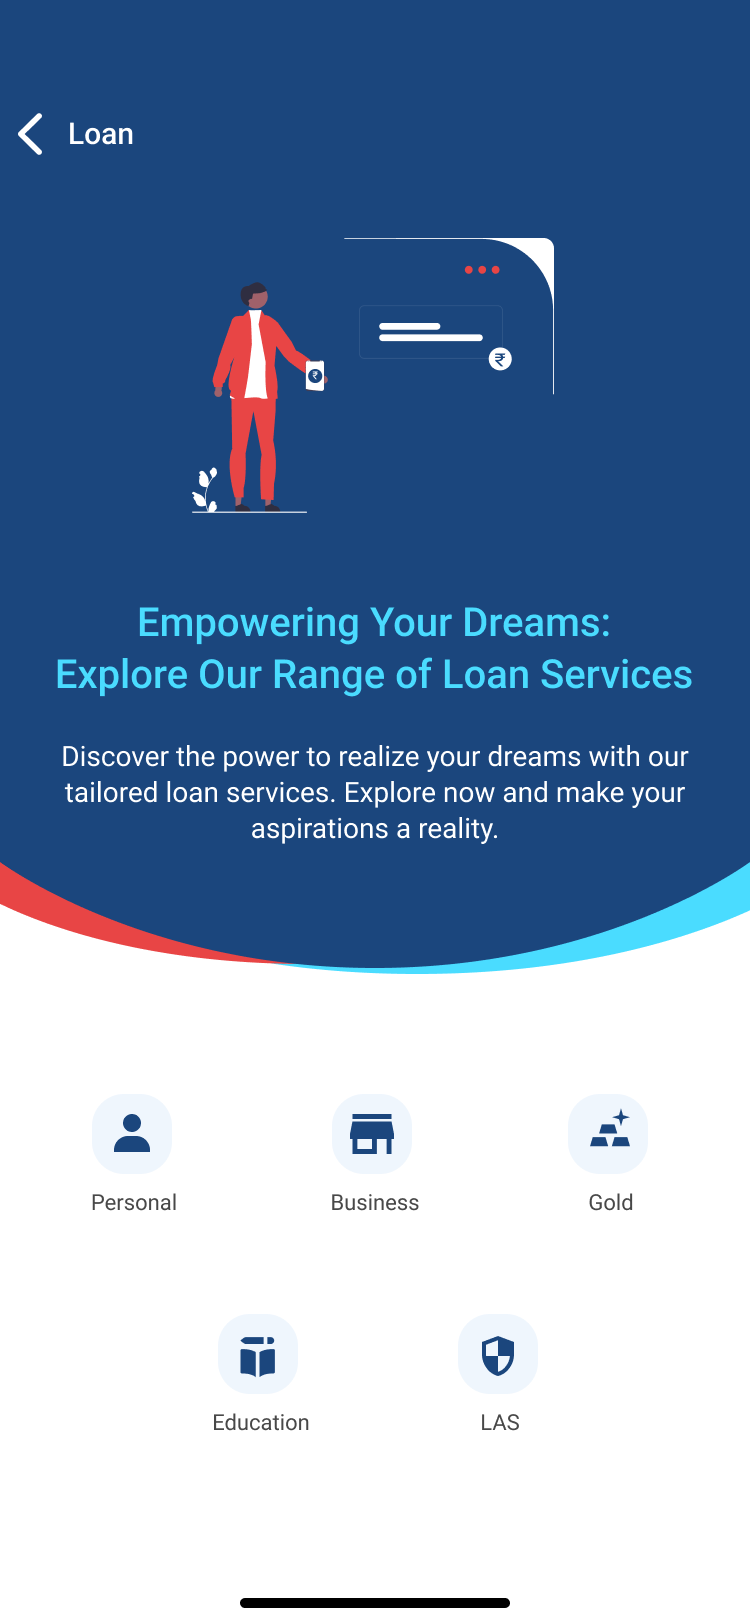 Loan
₹
₹
Empowering Your Dreams:
Explore Our Range of Loan Services
Discover the power to realize your dreams with our
tailored loan services. Explore now and make your
aspirations a reality.
Personal
Business
Gold
Education
LAS